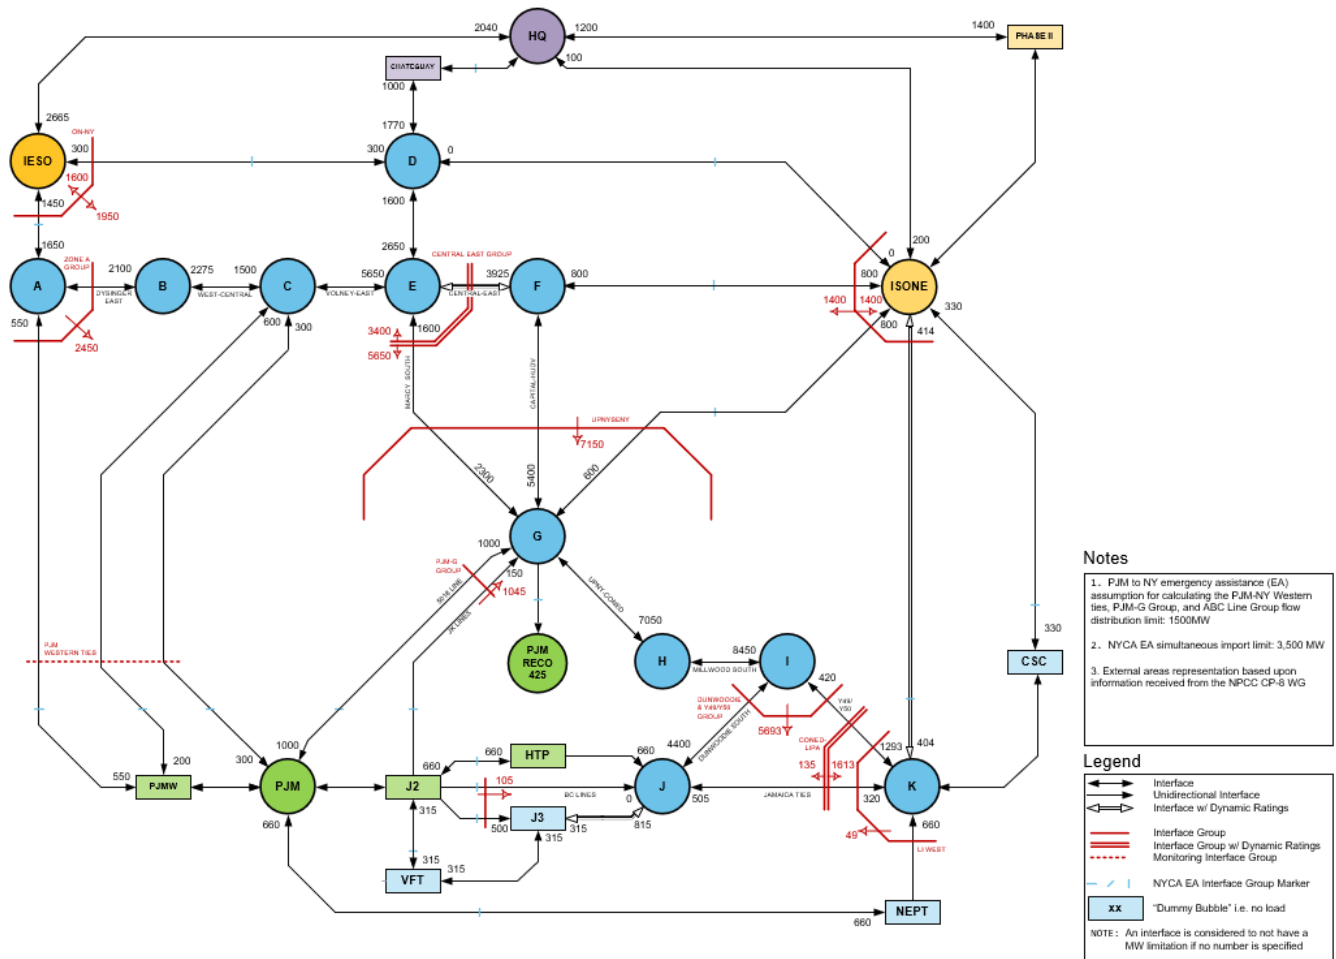 2040
HQ
1200
1400
PHASE II
100
CHATEGUAY
1000
2665
1770
ON-NY
IESO
300
300
D
0
1600
1450
1950
1600
1650
2650
ZONE A
GROUP
CENTRAL EAST GROUP
0
200
A
2100
B
2275
1500
C
5650
E
3925
F
800
800
ISONE
DYSINGER
EAST
WEST-CENTRAL
VOLNEY-EAST
CENTRAL-EAST
550
600
300
1600
1400
1400
330
2450
3400
5650
800
414
MARCY SOUTH
CAPITAL-HUDV
UPNYSENY
7150
2300
5400
600
G
1000
PJM-G
GROUP
150
1045
5018 LINE
JK LINES
UPNY-CONED
7050
8450
330
PJM
WESTERN TIES
PJM
RECO
425
H
MILLWOOD SOUTH
I
420
CSC
DUNWOODIE
& Y49/Y50
GROUP
DUNWOODIE SOUTH
Y49/
Y50
5693
CONED-
LIPA
1000
200
300
660
HTP
660
4400
1293
404
550
PJMW
PJM
660
J2
105
BC LINES
J
505
135
1613
JAMAICA TIES
320
K
0
660
315
500
J3
315
815
660
49
LI WEST
315
315
VFT
315
660
NEPT
Notes
1. PJM to NY emergency assistance (EA)
assumption for calculating the PJM-NY Western
ties, PJM-G Group, and ABC Line Group flow
distribution limit: 1500MW
2. NYCA EA simultaneous import limit: 3,500 MW
3. External areas representation based upon
information received from the NPCC CP-8 WG
Legend
Interface
Unidirectional Interface
Interface w/ Dynamic Ratings
Interface Group
Interface Group w/ Dynamic Ratings
Monitoring Interface Group
NYCA EA Interface Group Marker
xx
"Dummy Bubble" i.e. no load
NOTE: An interface is considered to not have a
MW limitation if no number is specified